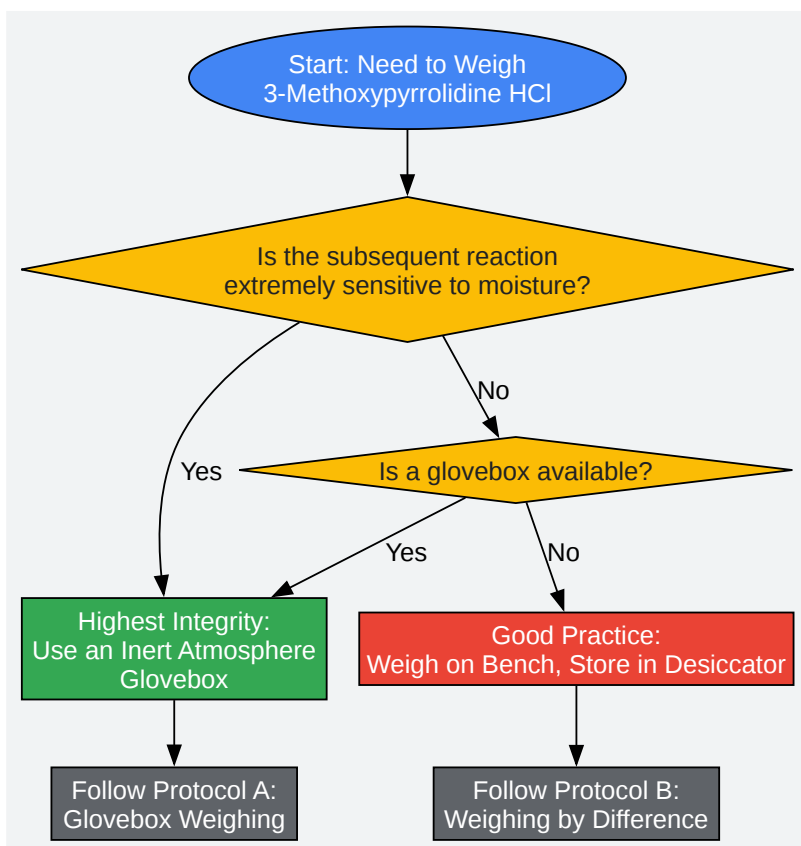 Start: Need to Weigh
3-Methoxypyrrolidine HCl
Is the subsequent reaction
extremely sensitive to moisture?
No
Yes
Is a glovebox available?
Yes
No
Highest Integrity:
Use an Inert Atmosphere
Glovebox
Good Practice:
Weigh on Bench, Store in Desiccator
Follow Protocol A:
Glovebox Weighing
Follow Protocol B:
Weighing by Difference